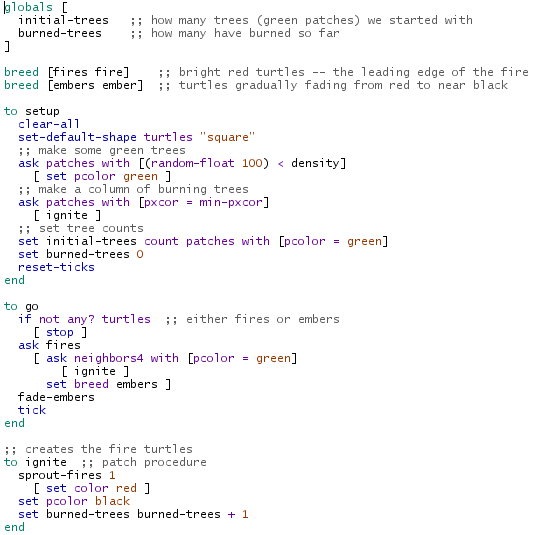 globals [
  initial-trees   ;; how many trees (green patches) we started with
  burned-trees    ;; how many have burned so far
]

breed [fires fire]    ;; bright red turtles -- the leading edge of the fire
breed [embers ember]  ;; turtles gradually fading from red to near black

to setup
  clear-all
  set-default-shape turtles "square"
  ;; make some green trees
  ask patches with [(random-float 100) < density]
    [ set pcolor green ]
  ;; make a column of burning trees
  ask patches with [pxcor = min-pxcor]
    [ ignite ]
  ;; set tree counts
  set initial-trees count patches with [pcolor = green]
  set burned-trees 0
  reset-ticks
end

to go
  if not any? turtles  ;; either fires or embers
    [ stop ]
  ask fires
    [ ask neighbors4 with [pcolor = green]
        [ ignite ]
      set breed embers ]
  fade-embers
  tick
end

;; creates the fire turtles
to ignite  ;; patch procedure
  sprout-fires 1
    [ set color red ]
  set pcolor black
  set burned-trees burned-trees + 1
end